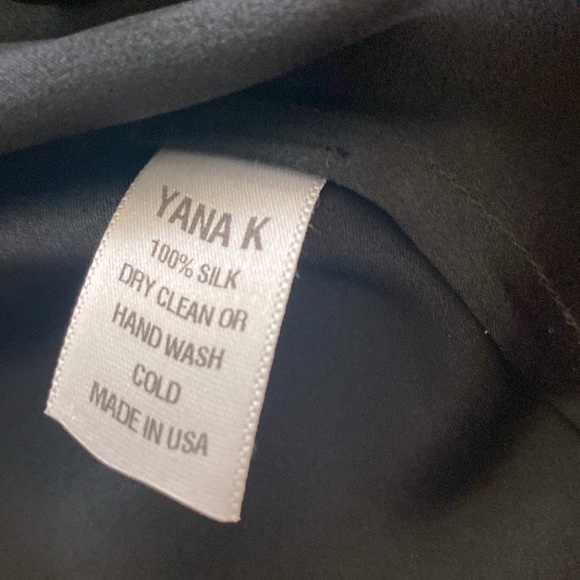 YANA K
100% SILK
DRY CLEAN OR
HAND WASH
COLD
MADE IN USA